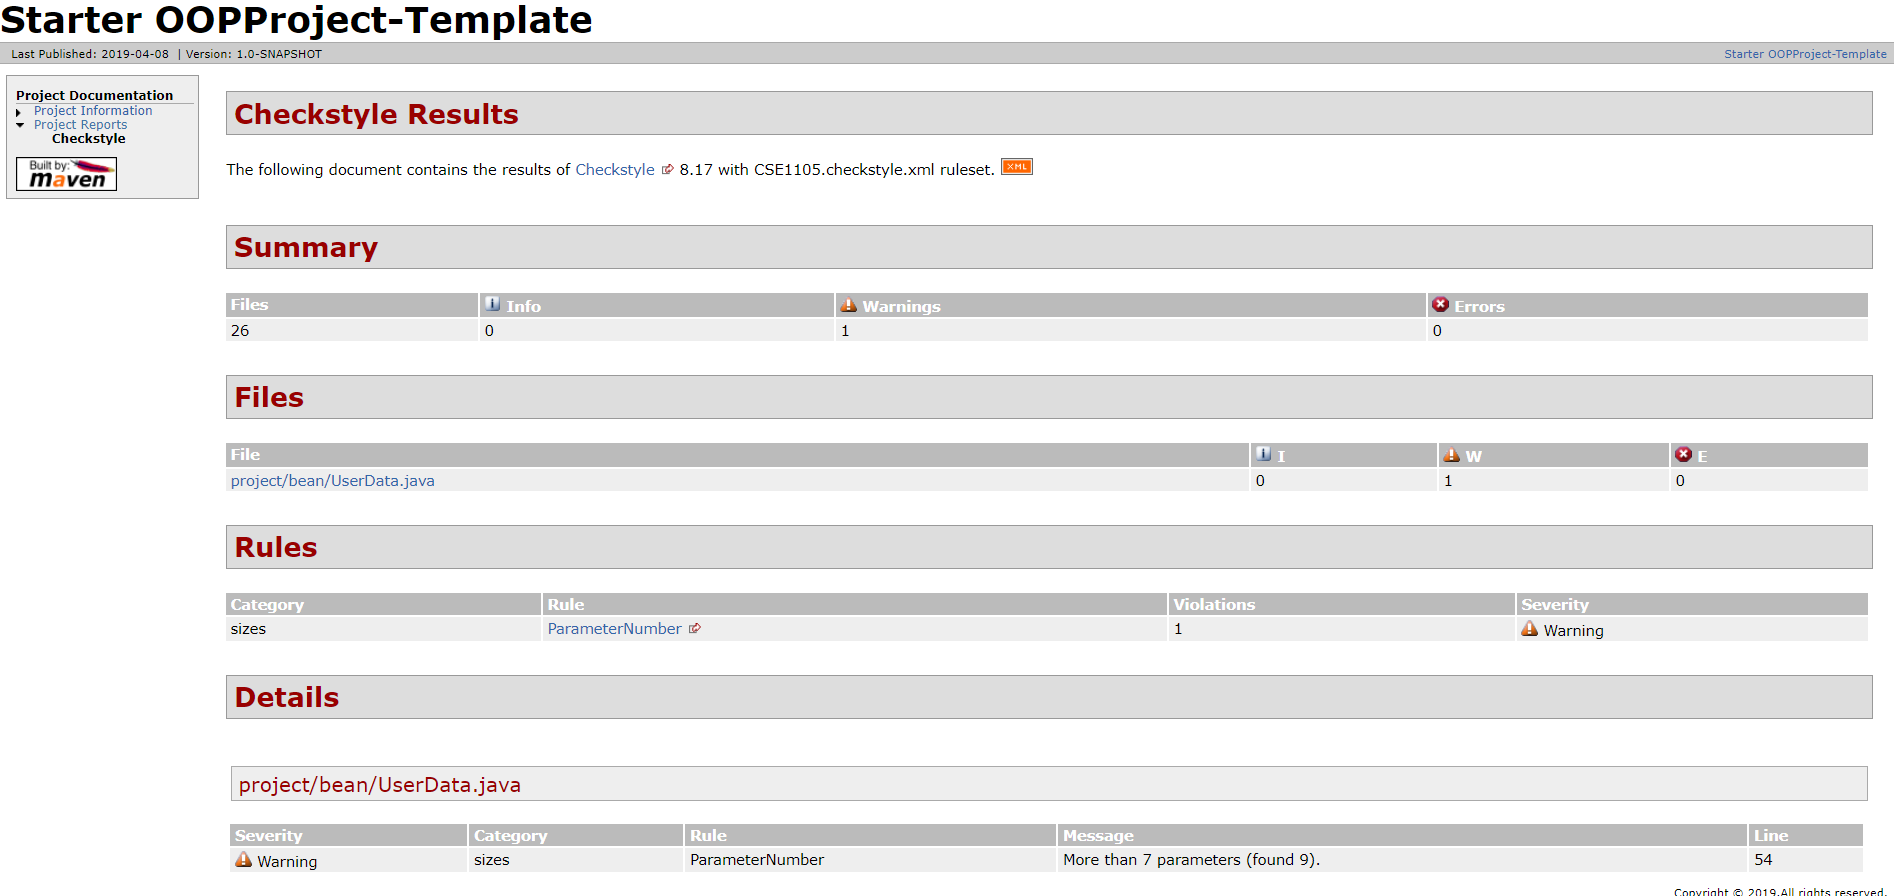 Starter OOPProject-Template
Last Published: 2019-04-08 | Version: 1.0-SNAPSHOT
Starter OOPProject-Template
Project Documentation
Project Information
Project Reports
Checkstyle
Built by:
maven
Checkstyle Results
The following document contains the results of Checkstyle 8.17 with CSE1105.checkstyle.xml ruleset. XML
Summary
Files Info Warnings Errors
26 0 1 0
Files
File I W E
project/bean/UserData.java 0 1 0
Rules
Category Rule Violations Severity
sizes ParameterNumber 1 Warning
Details
project/bean/UserData.java
Severity Category Rule Message Line
Warning sizes ParameterNumber More than 7 parameters (found 9). 54
Copyright © 2019.All rights reserved.